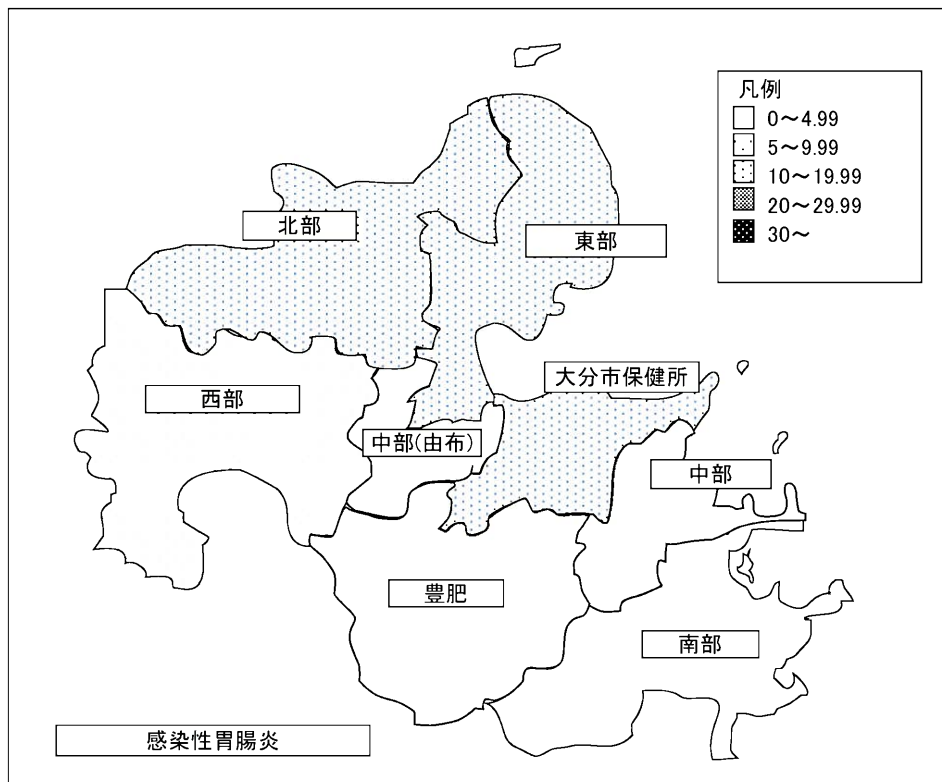 凡例
0～4.99
5～9.99
10～19.99
20～29.99
30～
北部
東部
大分市保健所
西部
中部(由布)
中部
豊肥
南部
感染性胃腸炎